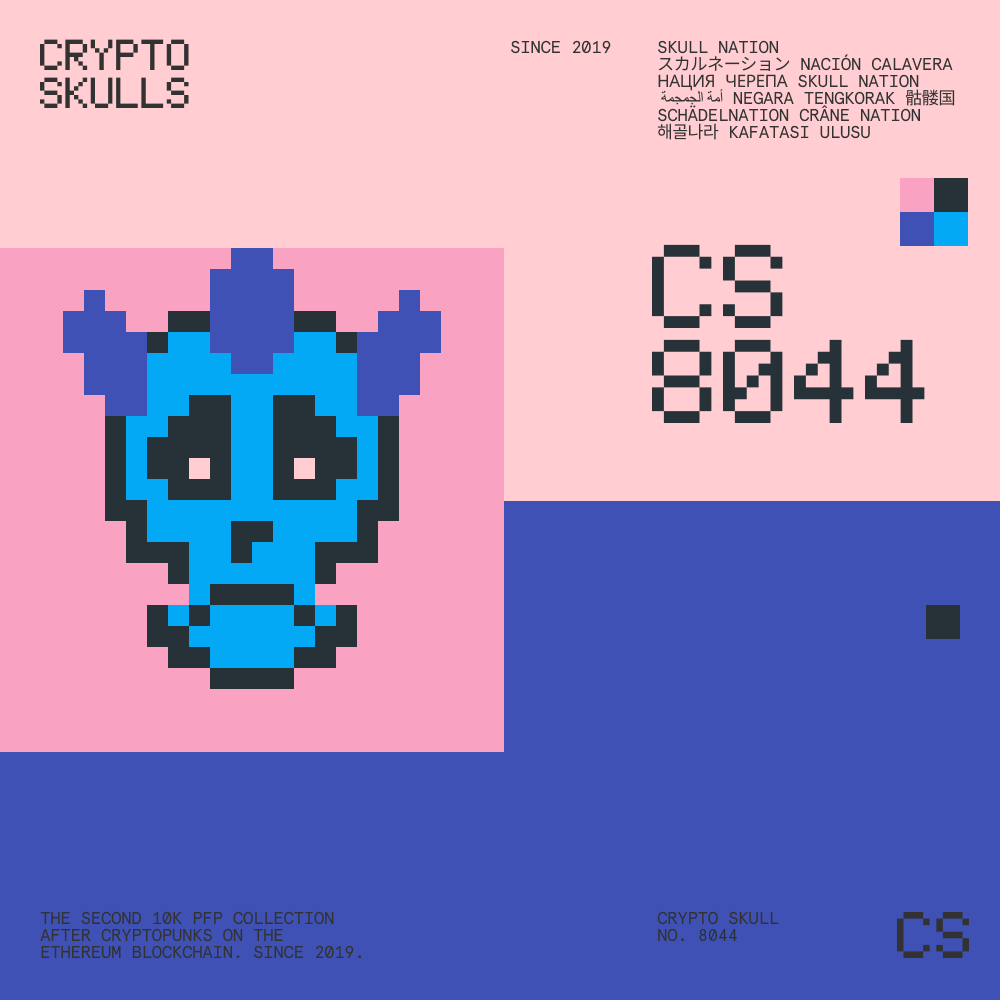 CRYPTO
SKULLS
SINCE 2019
SKULL NATION
スカルネーション NACIÓN CALAVERA
НАЦИЯ ЧЕРЕПА SKULL NATION
أمة الجمجمة NEGARA TENGKORAK 骷髅国
SCHÄDELNATION CRÂNE NATION
해골나라 KAFATASI ULUSU
CS
8044
THE SECOND 10K PFP COLLECTION
AFTER CRYPTOPUNKS ON THE
ETHEREUM BLOCKCHAIN. SINCE 2019.
CRYPTO SKULL
NO. 8044
CS